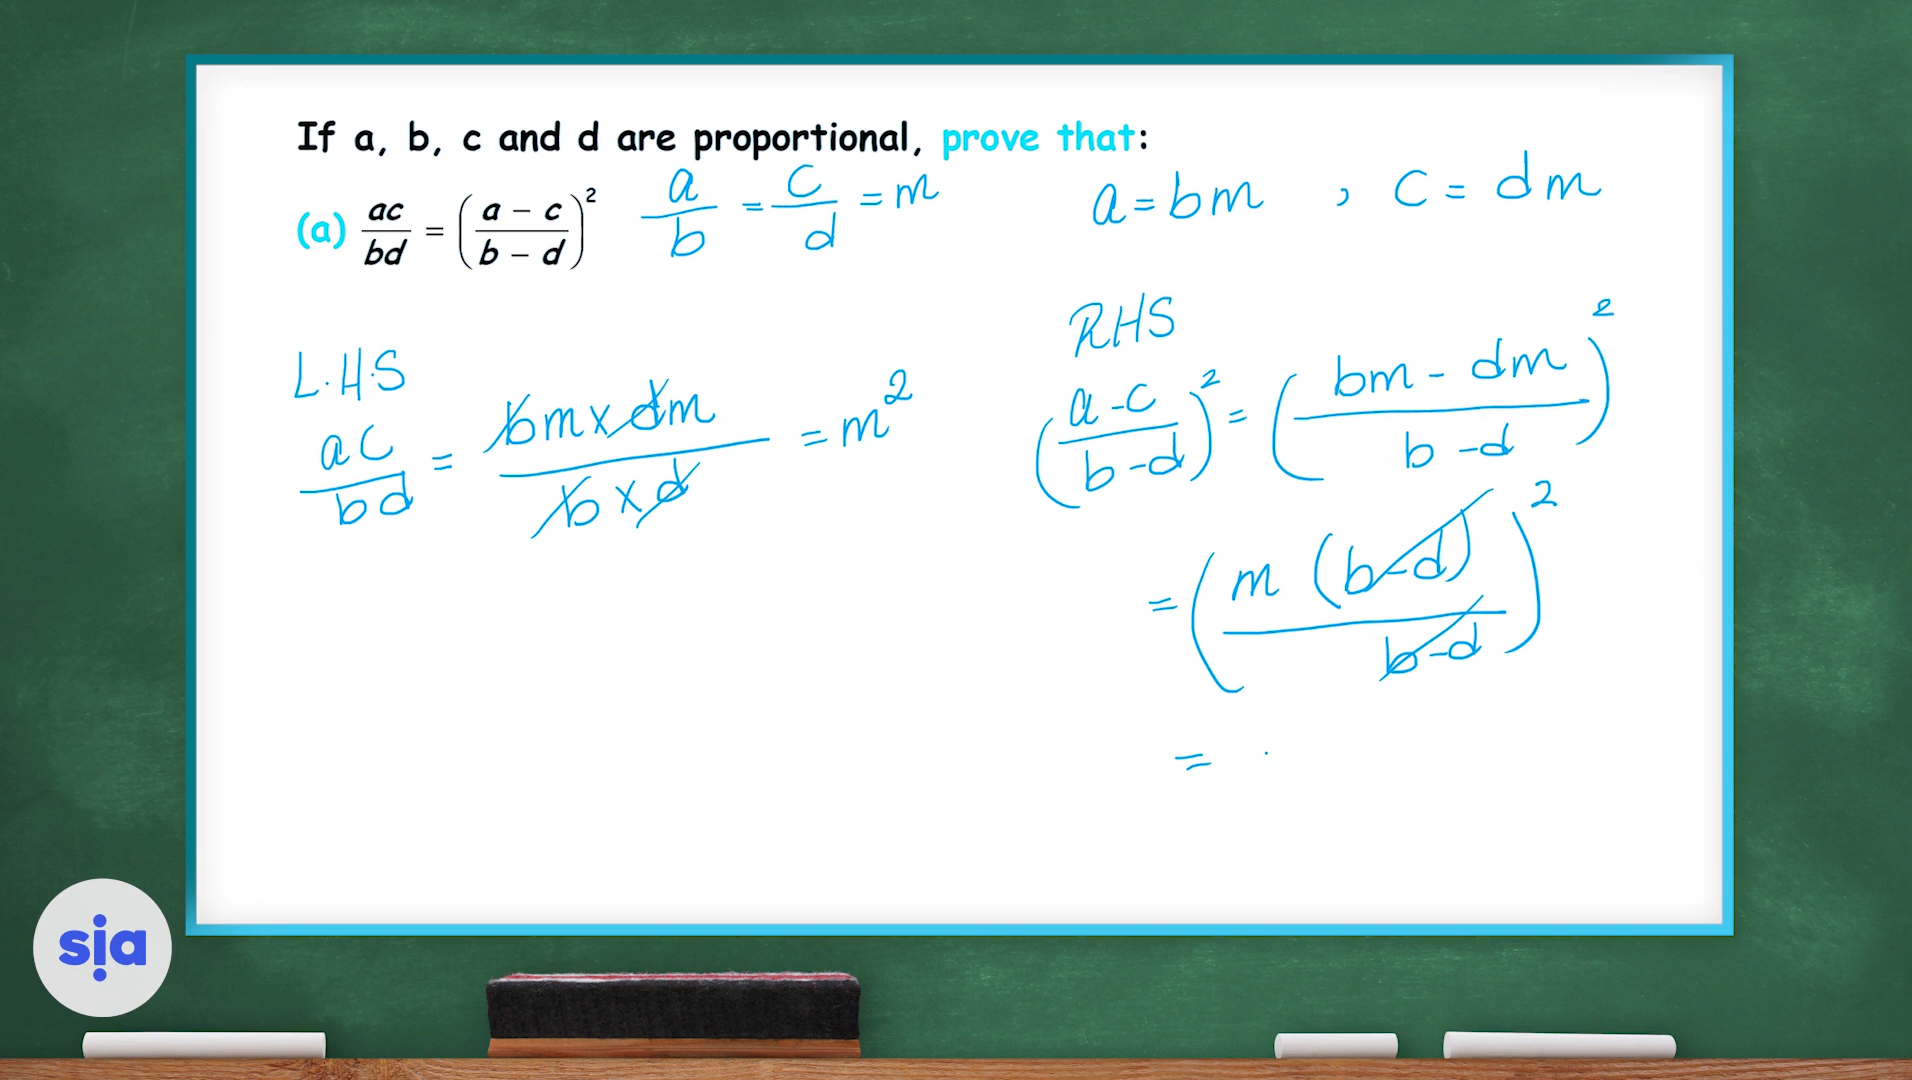 If a, b, c and d are proportional, prove that:
(a) ac/bd = ((a - c)/(b - d))² a/b = c/d = m a = bm , c = dm
L.H.S
ac/bd = (bm x dm)/(b x d) = m²
RHS
((a - c)/(b - d))² = ((bm - dm)/(b - d))²
= (m (b - d)/(b - d))²
=
sia